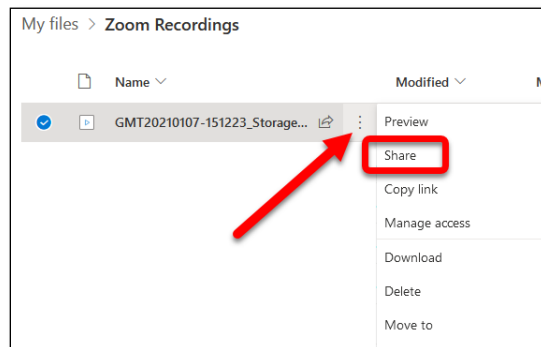 My files > Zoom Recordings
Name Modified M
GMT20210107-151223_Storage... Preview
Share
Copy link
Manage access
Download
Delete
Move to